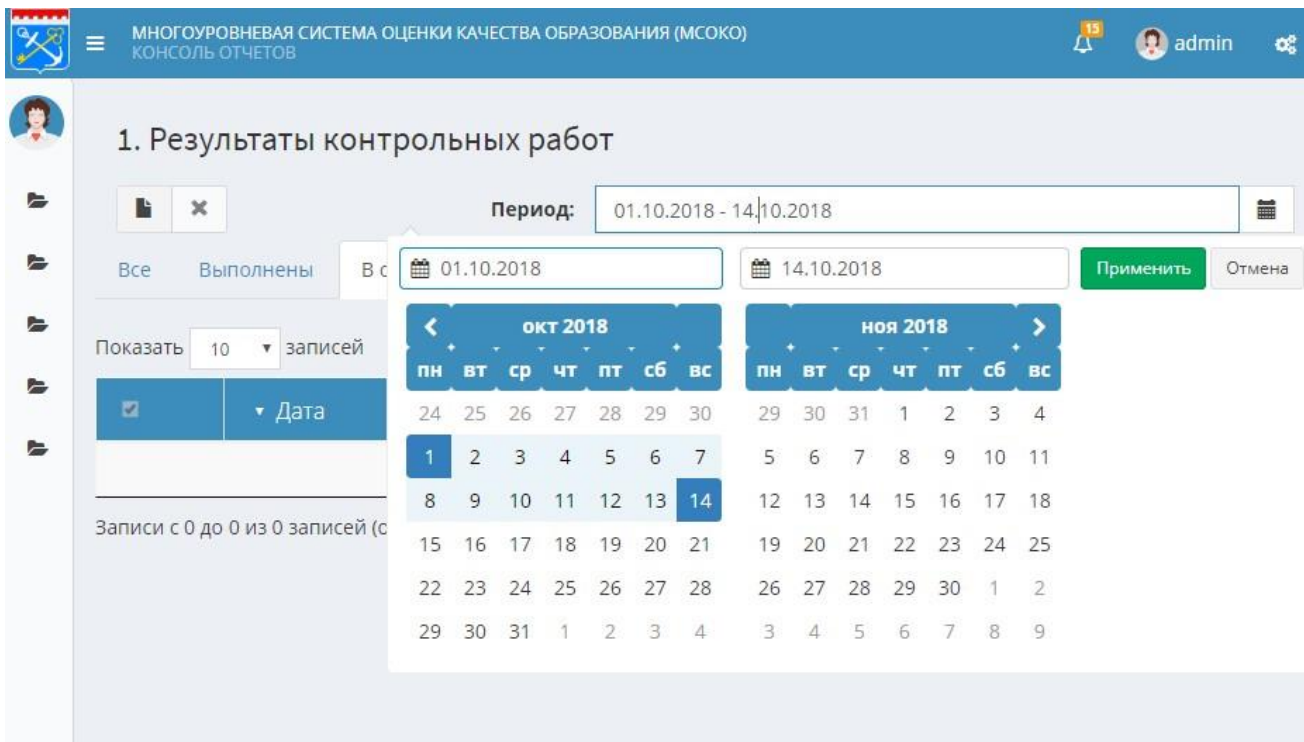 МНОГОУРОВНЕВАЯ СИСТЕМА ОЦЕНКИ КАЧЕСТВА ОБРАЗОВАНИЯ (МСОКО)
КОНСОЛЬ ОТЧЕТОВ
15
admin
1. Результаты контрольных работ
Период: 01.10.2018 - 14.10.2018
Все Выполнены В о
01.10.2018 14.10.2018 Применить Отмена
Показать 10 записей
Дата
окт 2018
пн вт ср чт пт сб вс
24 25 26 27 28 29 30
1 2 3 4 5 6 7
8 9 10 11 12 13 14
15 16 17 18 19 20 21
22 23 24 25 26 27 28
29 30 31 1 2 3 4
ноя 2018
пн вт ср чт пт сб вс
29 30 31 1 2 3 4
5 6 7 8 9 10 11
12 13 14 15 16 17 18
19 20 21 22 23 24 25
26 27 28 29 30 1 2
3 4 5 6 7 8 9
Записи с 0 до 0 из 0 записей (о